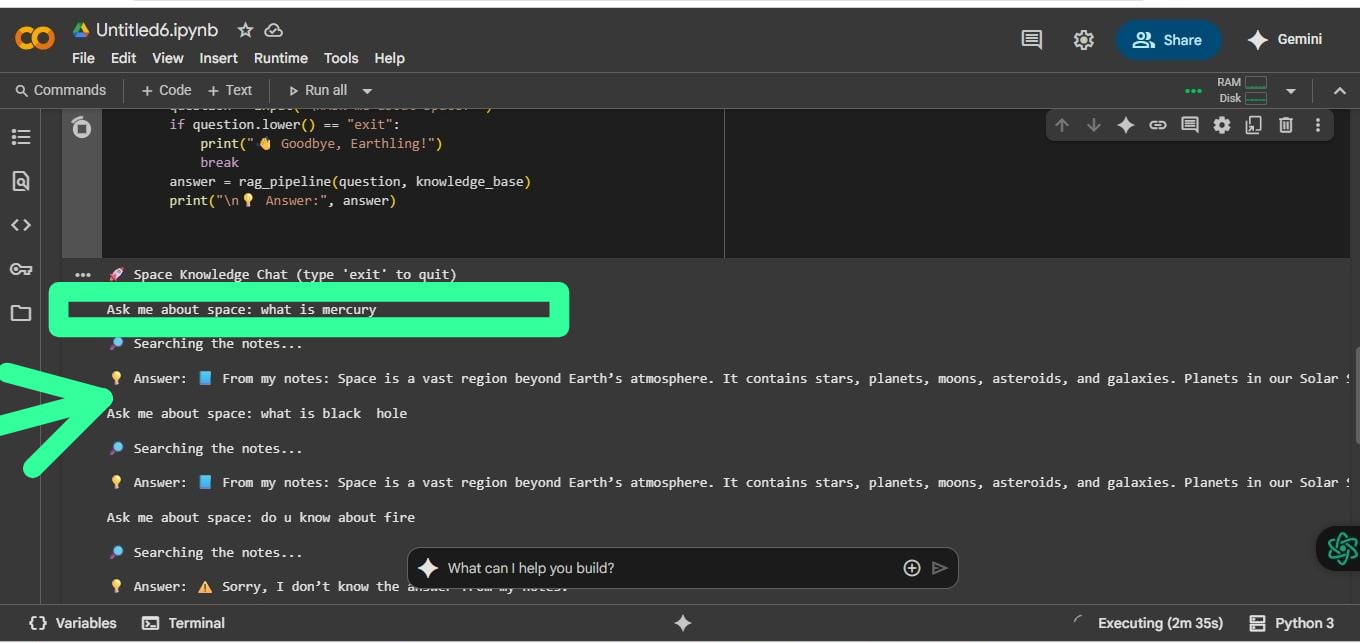 Untitled6.ipynb
File Edit View Insert Runtime Tools Help
Share
Gemini
Commands + Code + Text Run all
RAM
Disk
if question.lower() == "exit":
print("👋 Goodbye, Earthling!")
break
answer = rag_pipeline(question, knowledge_base)
print("\n💡 Answer:", answer)
🚀 Space Knowledge Chat (type 'exit' to quit)
Ask me about space: what is mercury
🔎 Searching the notes...
💡 Answer: 📘 From my notes: Space is a vast region beyond Earth’s atmosphere. It contains stars, planets, moons, asteroids, and galaxies. Planets in our Solar
Ask me about space: what is black  hole
🔎 Searching the notes...
💡 Answer: 📘 From my notes: Space is a vast region beyond Earth’s atmosphere. It contains stars, planets, moons, asteroids, and galaxies. Planets in our Solar
Ask me about space: do u know about fire
🔎 Searching the notes...
What can I help you build?
💡 Answer: ⚠️ Sorry, I don’t know the answer from my notes.
{} Variables Terminal
Executing (2m 35s) Python 3